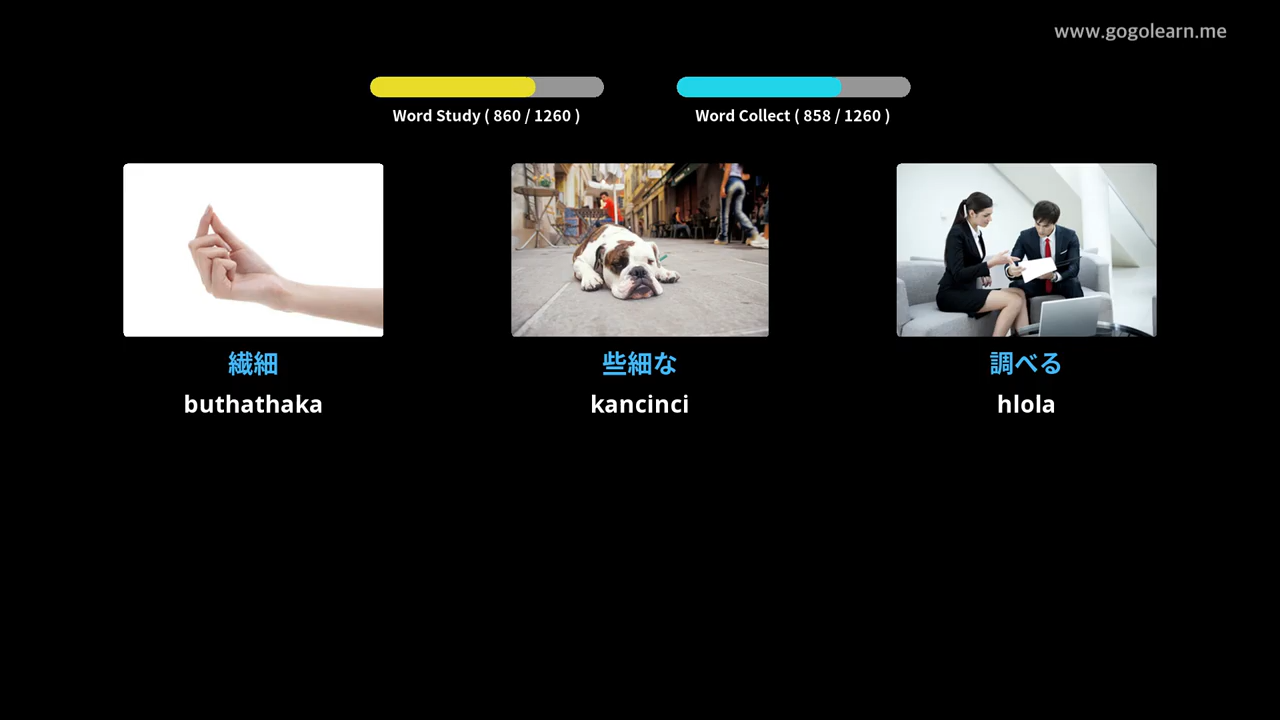 www.gogolearn.me
Word Study ( 860 / 1260 )
Word Collect ( 858 / 1260 )
繊細
些細な
調べる
buthathaka
kancinci
hlola